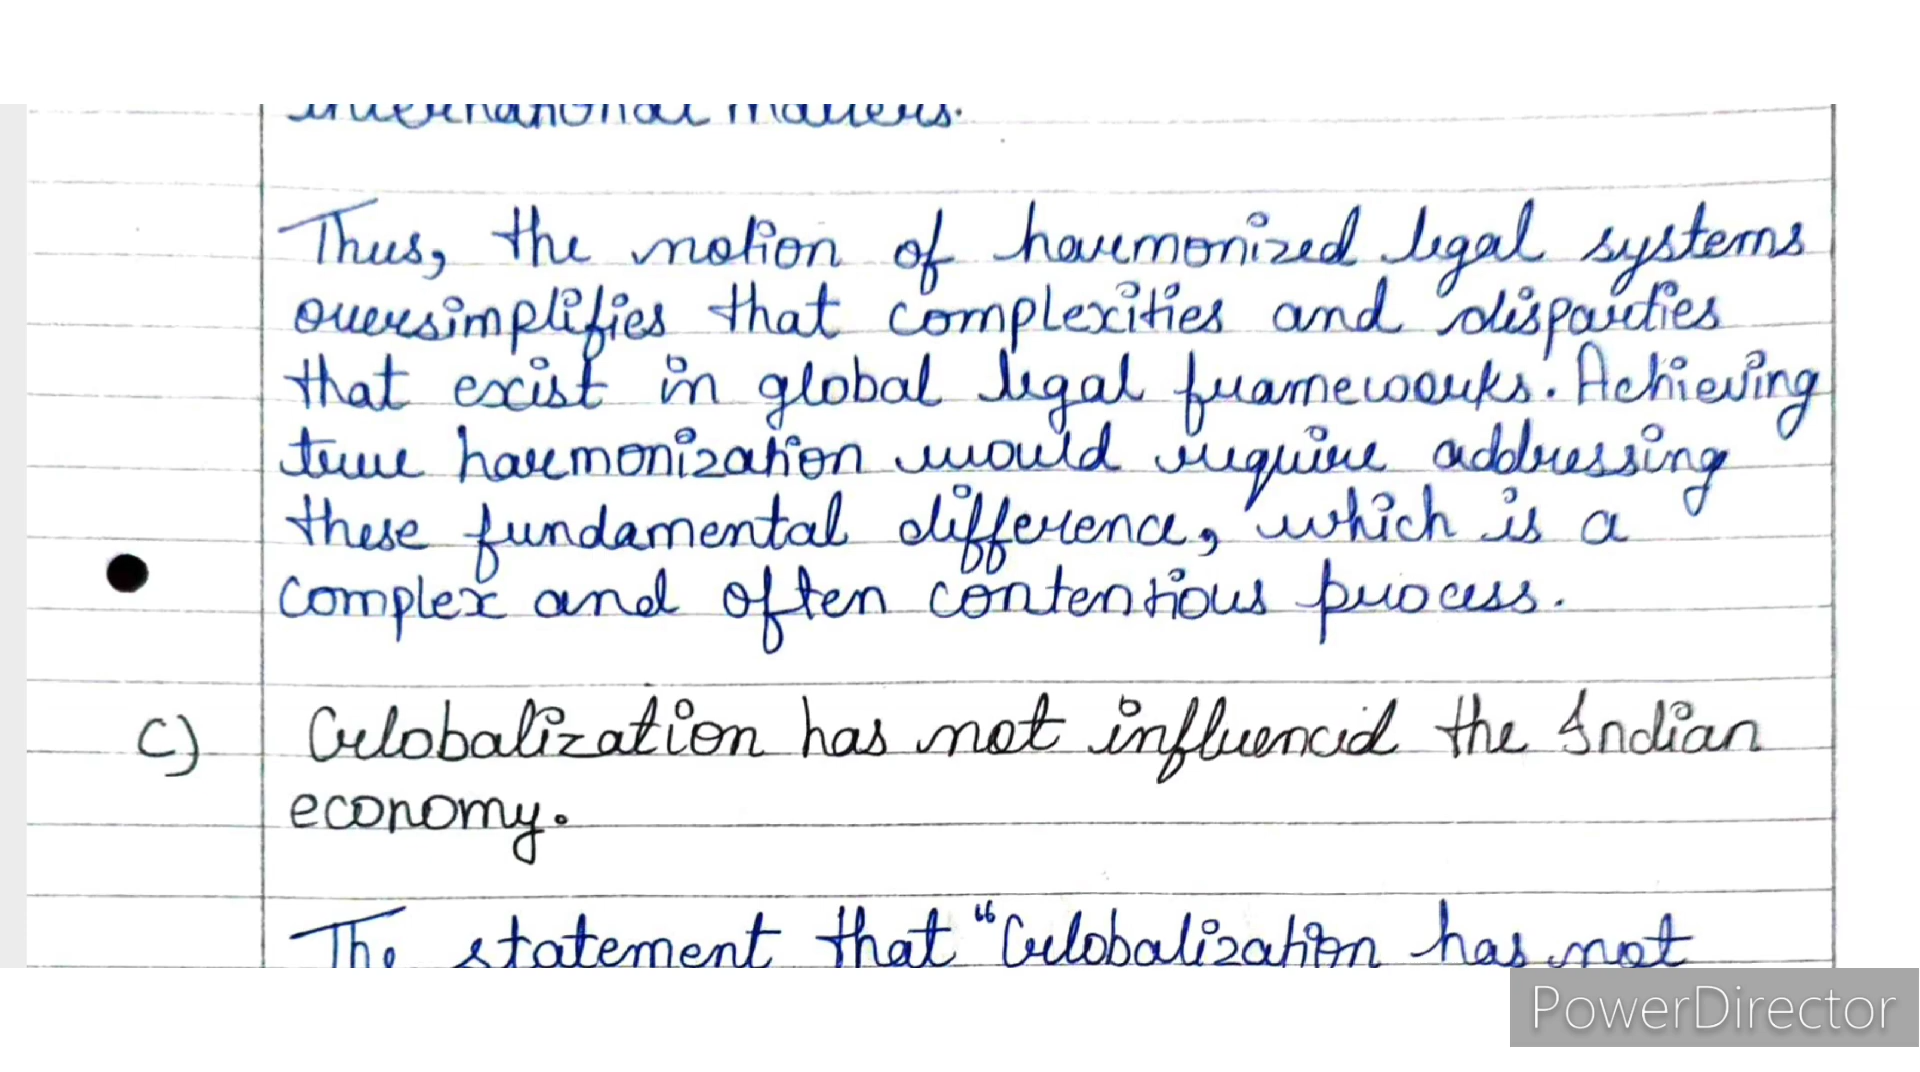 international matters.
Thus, the notion of harmonized legal systems
oversimplifies that complexities and disparities
that exist in global legal frameworks. Achieving
true harmonization would require addressing
these fundamental difference, which is a
complex and often contentious process.
C) Globalization has not influenced the Indian
economy.
The statement that "Globalization has not
PowerDirector